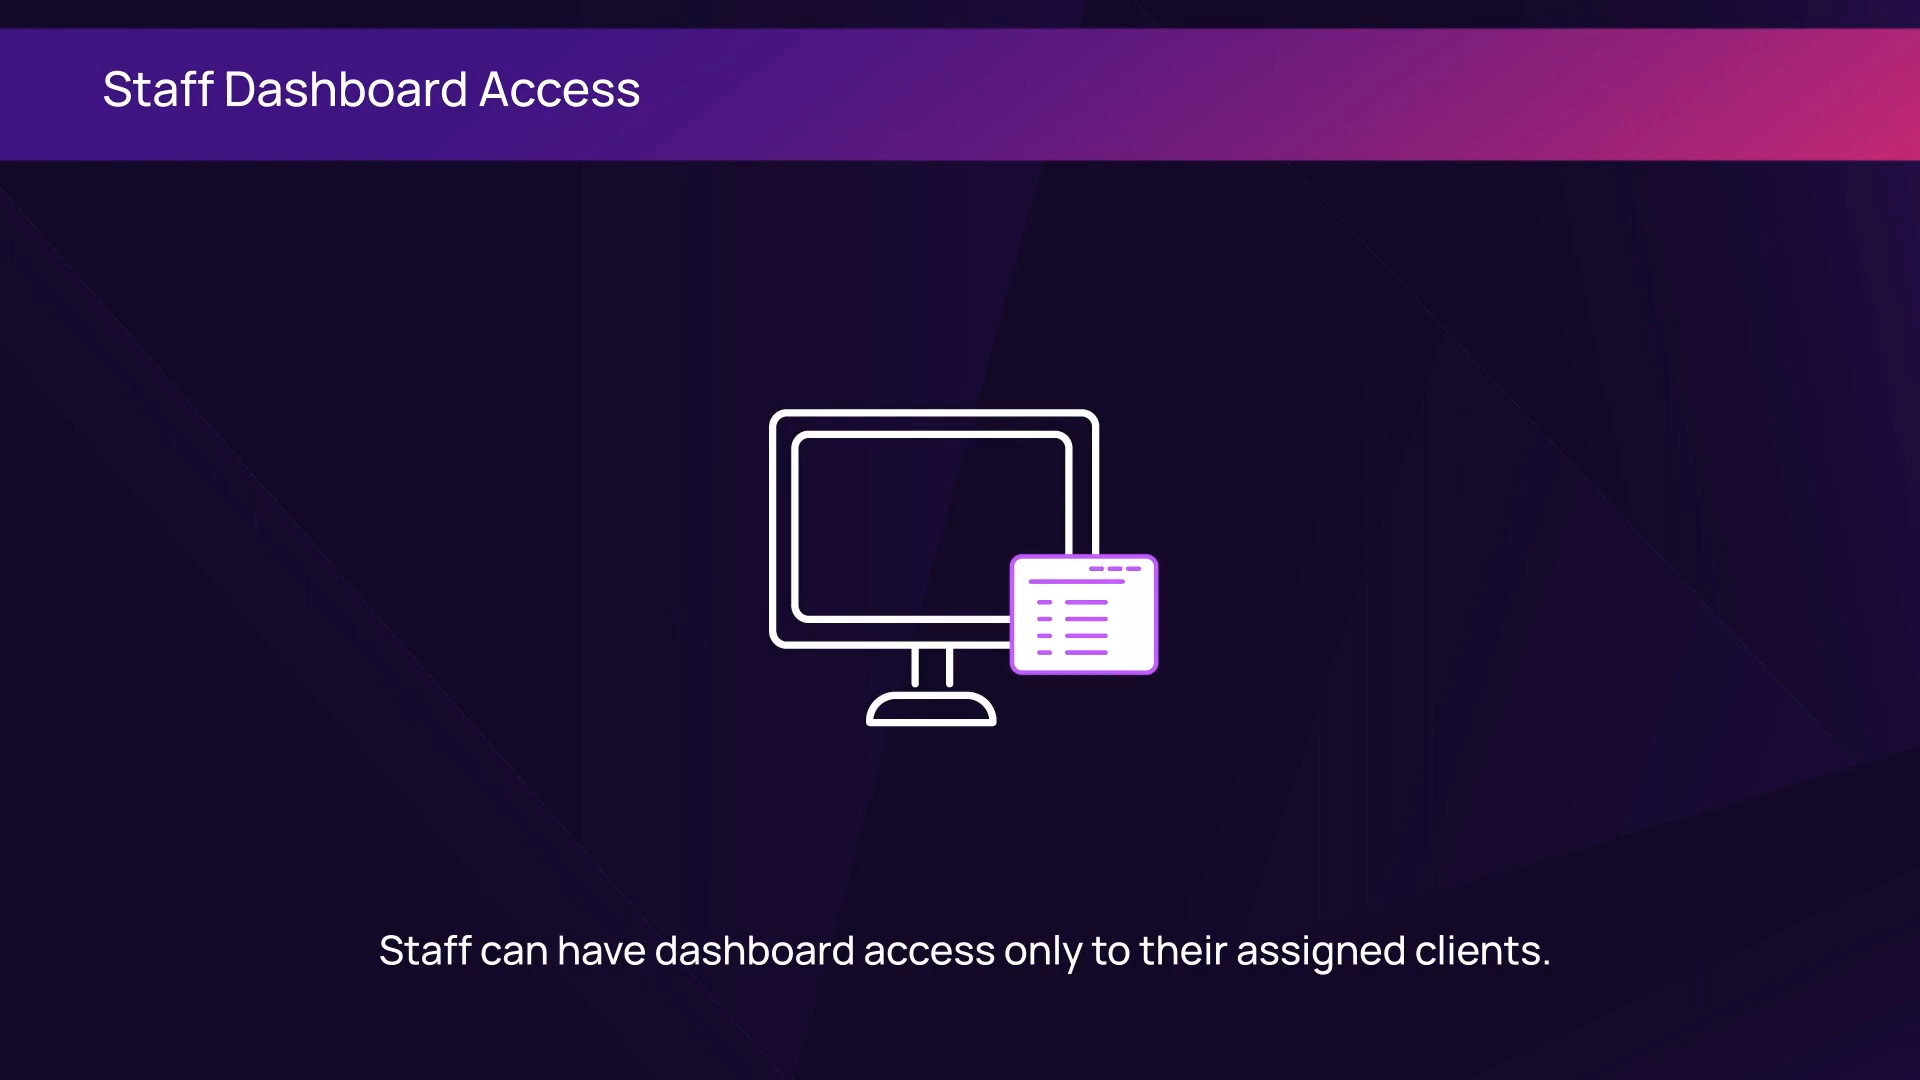 Staff Dashboard Access
Staff can have dashboard access only to their assigned clients.